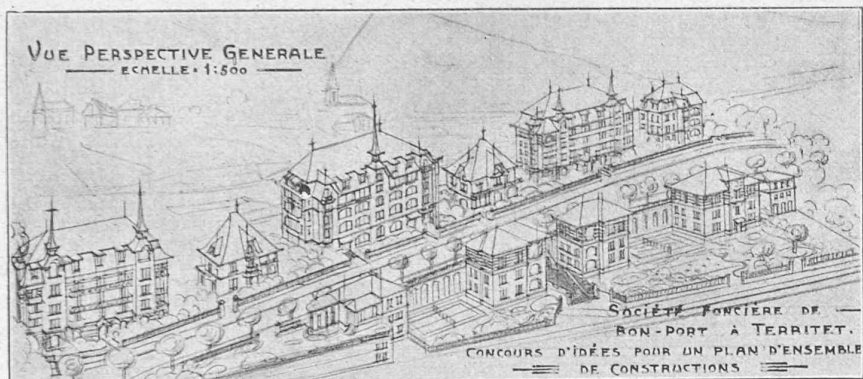 VUE PERSPECTIVE GENERALE
ECHELLE • 1:500
SOCIÉTÉ FONCIÈRE DE
BON-PORT À TERRITET.
CONCOURS D'IDÉES POUR UN PLAN D'ENSEMBLE
DE CONSTRUCTIONS